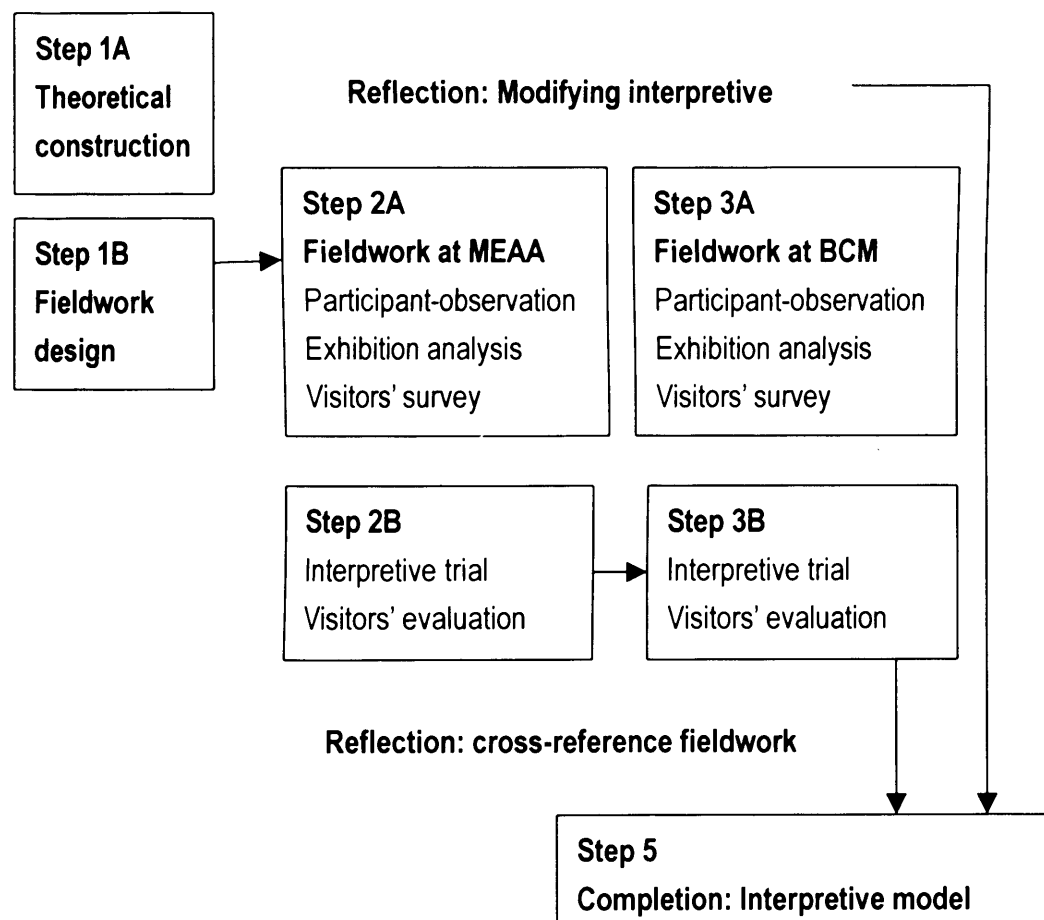 Step 1A
Theoretical
construction
Reflection: Modifying interpretive
Step 1B
Fieldwork
design
Step 2A
Fieldwork at MEAA
Participant-observation
Exhibition analysis
Visitors' survey
Step 3A
Fieldwork at BCM
Participant-observation
Exhibition analysis
Visitors' survey
Step 2B
Interpretive trial
Visitors' evaluation
Step 3B
Interpretive trial
Visitors' evaluation
Reflection: cross-reference fieldwork
Step 5
Completion: Interpretive model